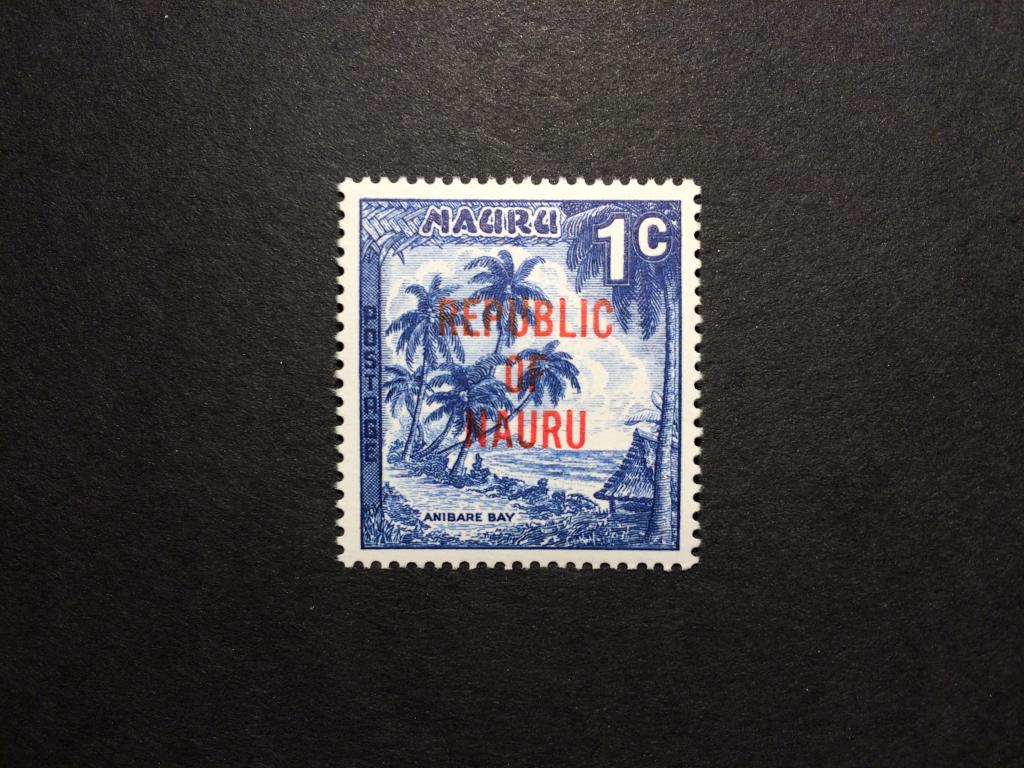 NAURU 1C
POSTAGE
REPUBLIC
OF
NAURU
ANIBARE BAY